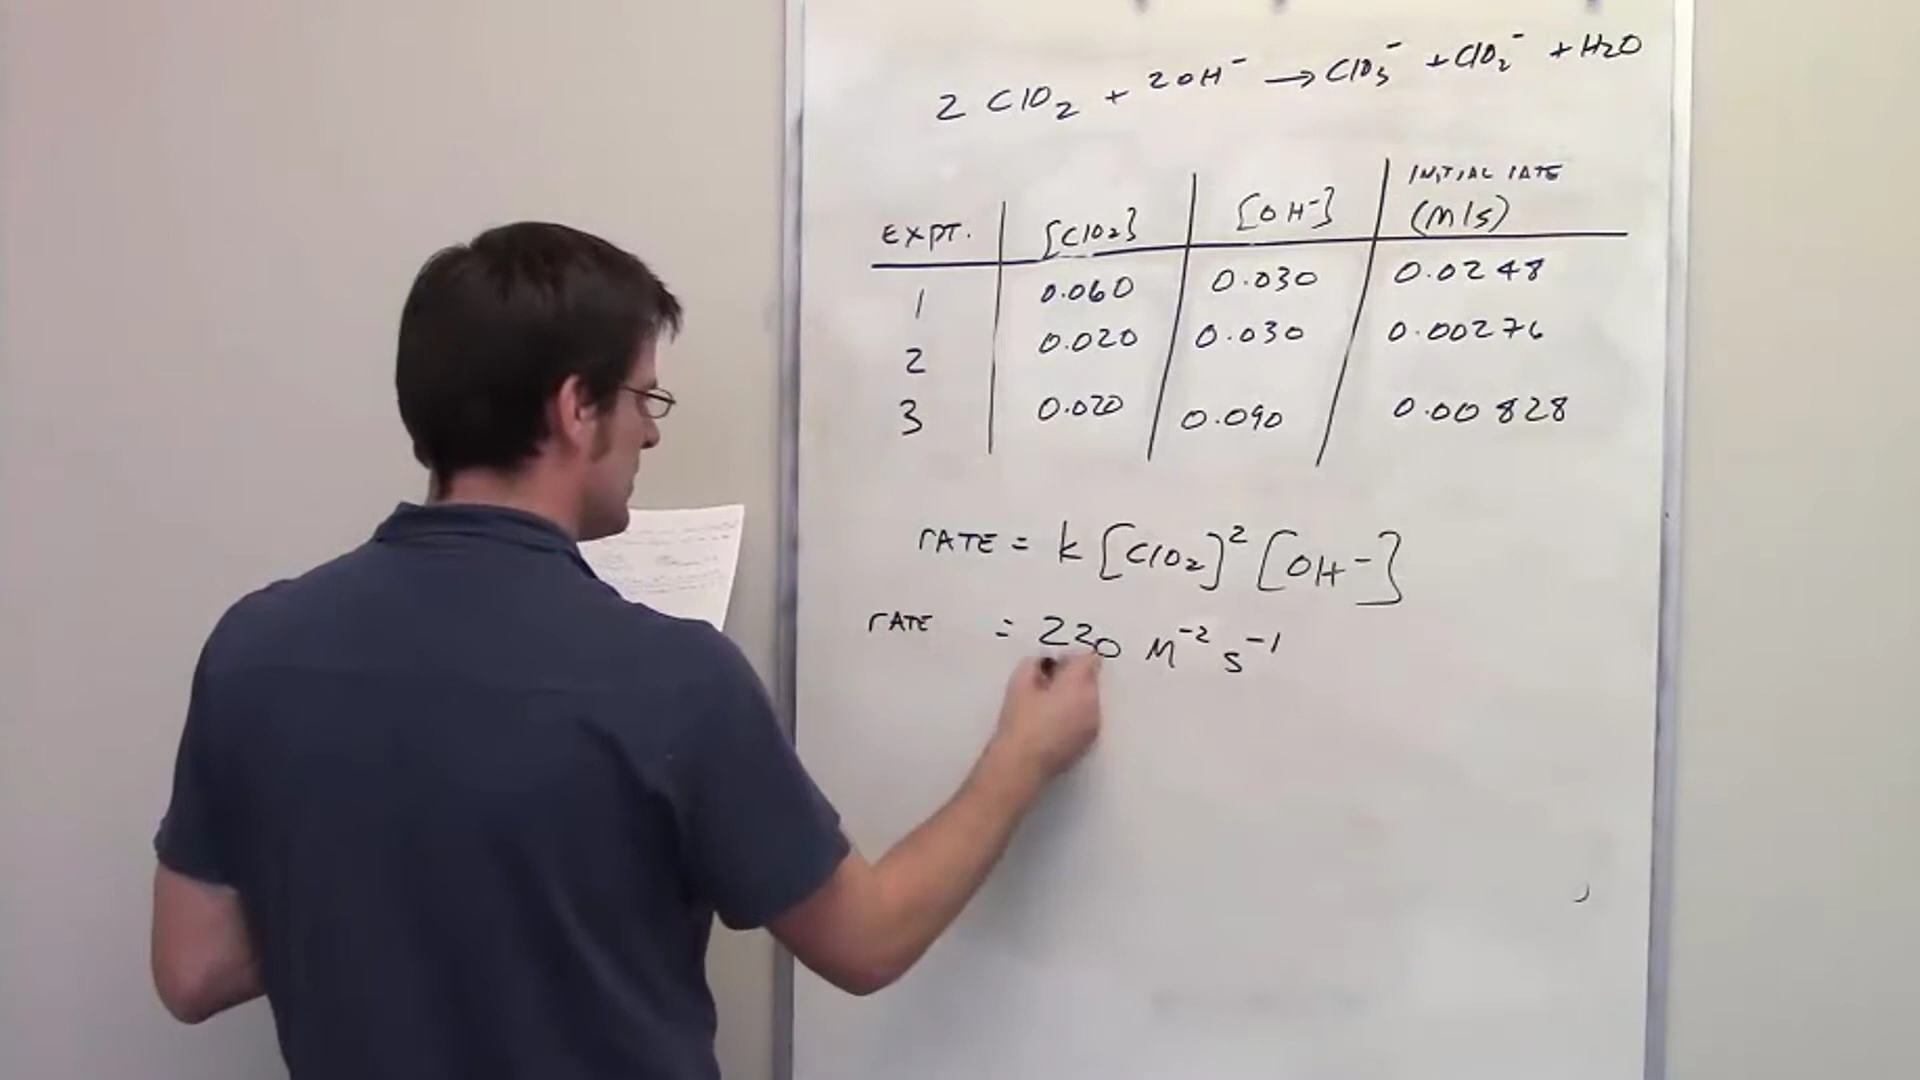 2 ClO₂ + 2OH⁻ → ClO₃⁻ + ClO₂⁻ + H₂O
EXPT. [ClO₂] [OH⁻] INITIAL RATE (M/s)
1 0.060 0.030 0.0248
2 0.020 0.030 0.00276
3 0.020 0.090 0.00828
RATE = k [ClO₂]² [OH⁻]
RATE = 230 M⁻² s⁻¹